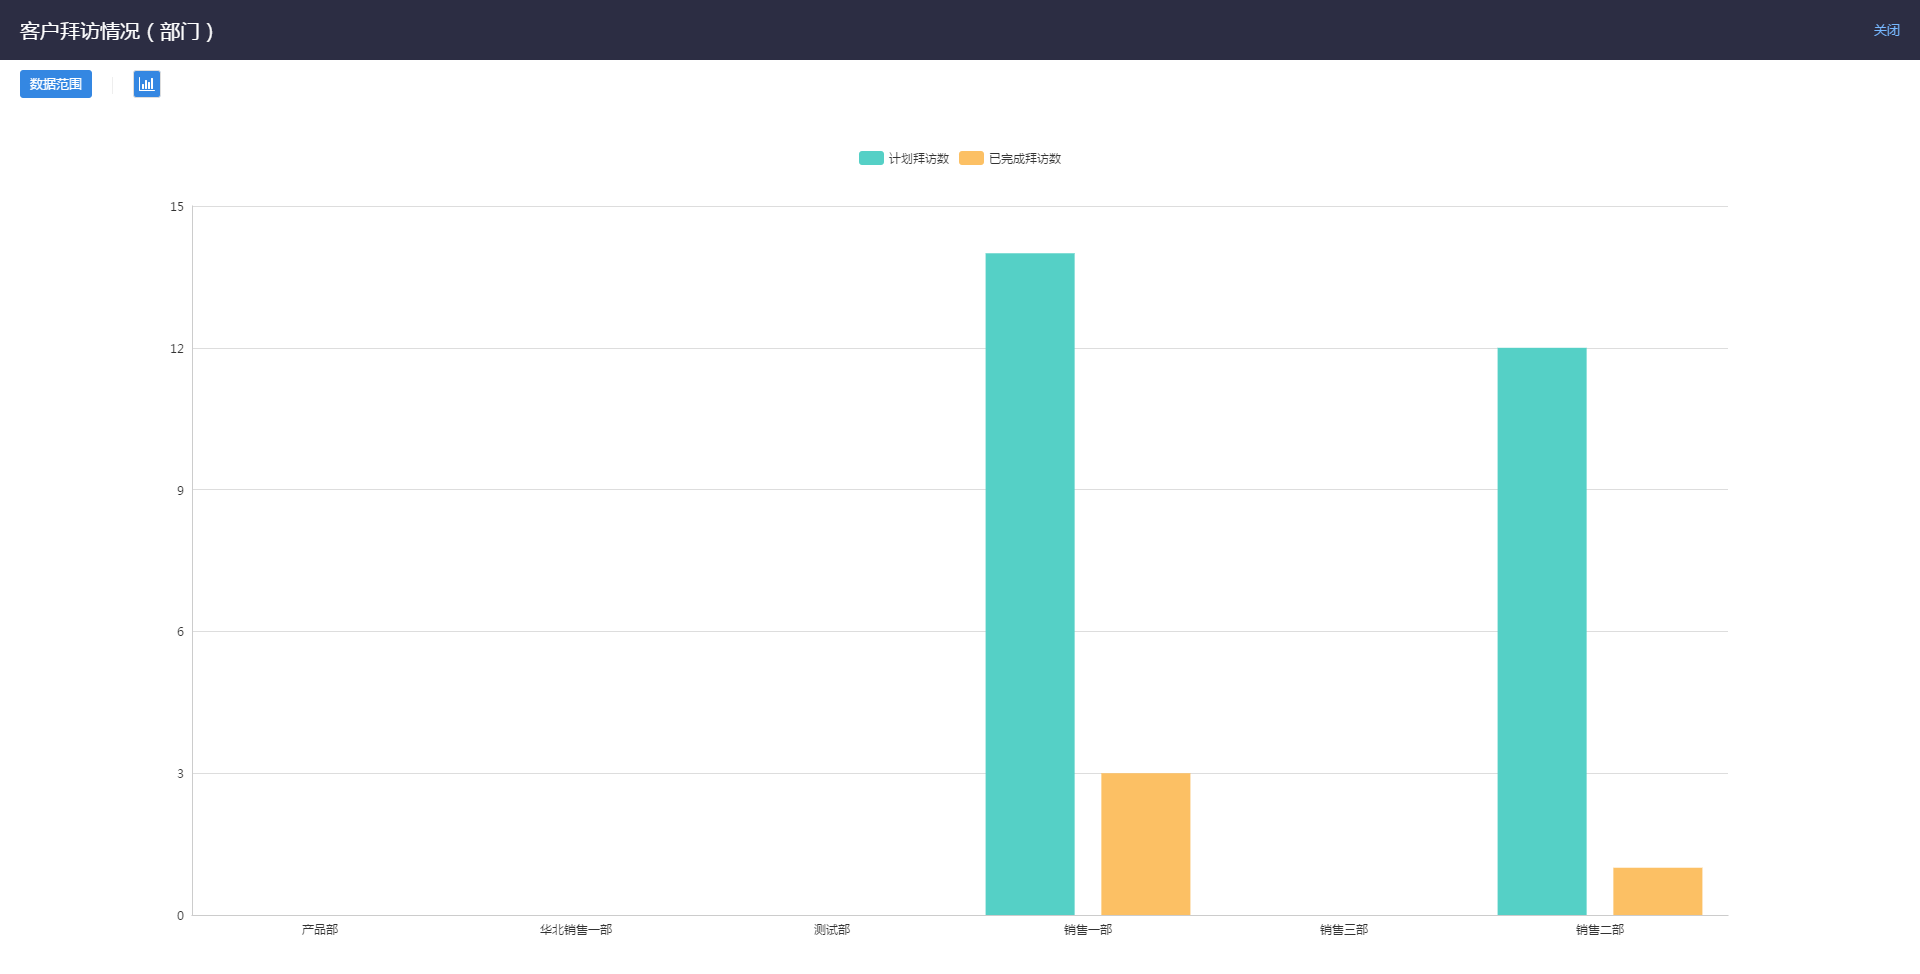 客户拜访情况（部门）
关闭
数据范围
计划拜访数 已完成拜访数
15
12
9
6
3
0
产品部 华北销售一部 测试部 销售一部 销售三部 销售二部